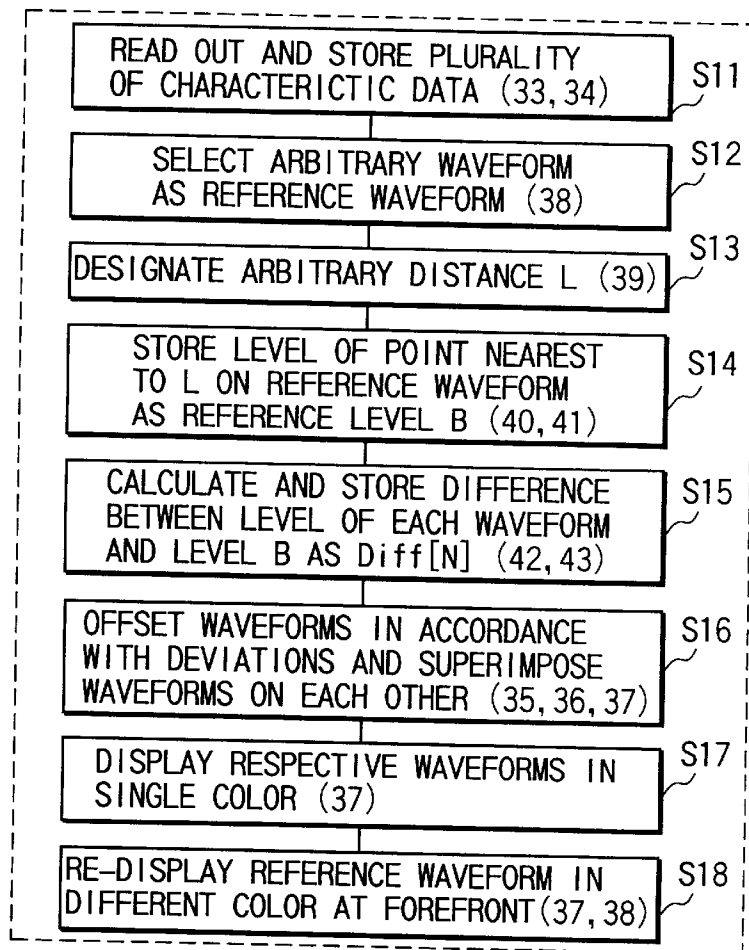 READ OUT AND STORE PLURALITY
OF CHARACTERICTIC DATA (33, 34)
S11
SELECT ARBITRARY WAVEFORM
AS REFERENCE WAVEFORM (38)
S12
DESIGNATE ARBITRARY DISTANCE L (39)
S13
STORE LEVEL OF POINT NEAREST
TO L ON REFERENCE WAVEFORM
AS REFERENCE LEVEL B (40, 41)
S14
CALCULATE AND STORE DIFFERENCE
BETWEEN LEVEL OF EACH WAVEFORM
AND LEVEL B AS Diff[N] (42, 43)
S15
OFFSET WAVEFORMS IN ACCORDANCE
WITH DEVIATIONS AND SUPERIMPOSE
WAVEFORMS ON EACH OTHER (35, 36, 37)
S16
DISPLAY RESPECTIVE WAVEFORMS IN
SINGLE COLOR (37)
S17
RE-DISPLAY REFERENCE WAVEFORM IN
DIFFERENT COLOR AT FOREFRONT(37, 38)
S18